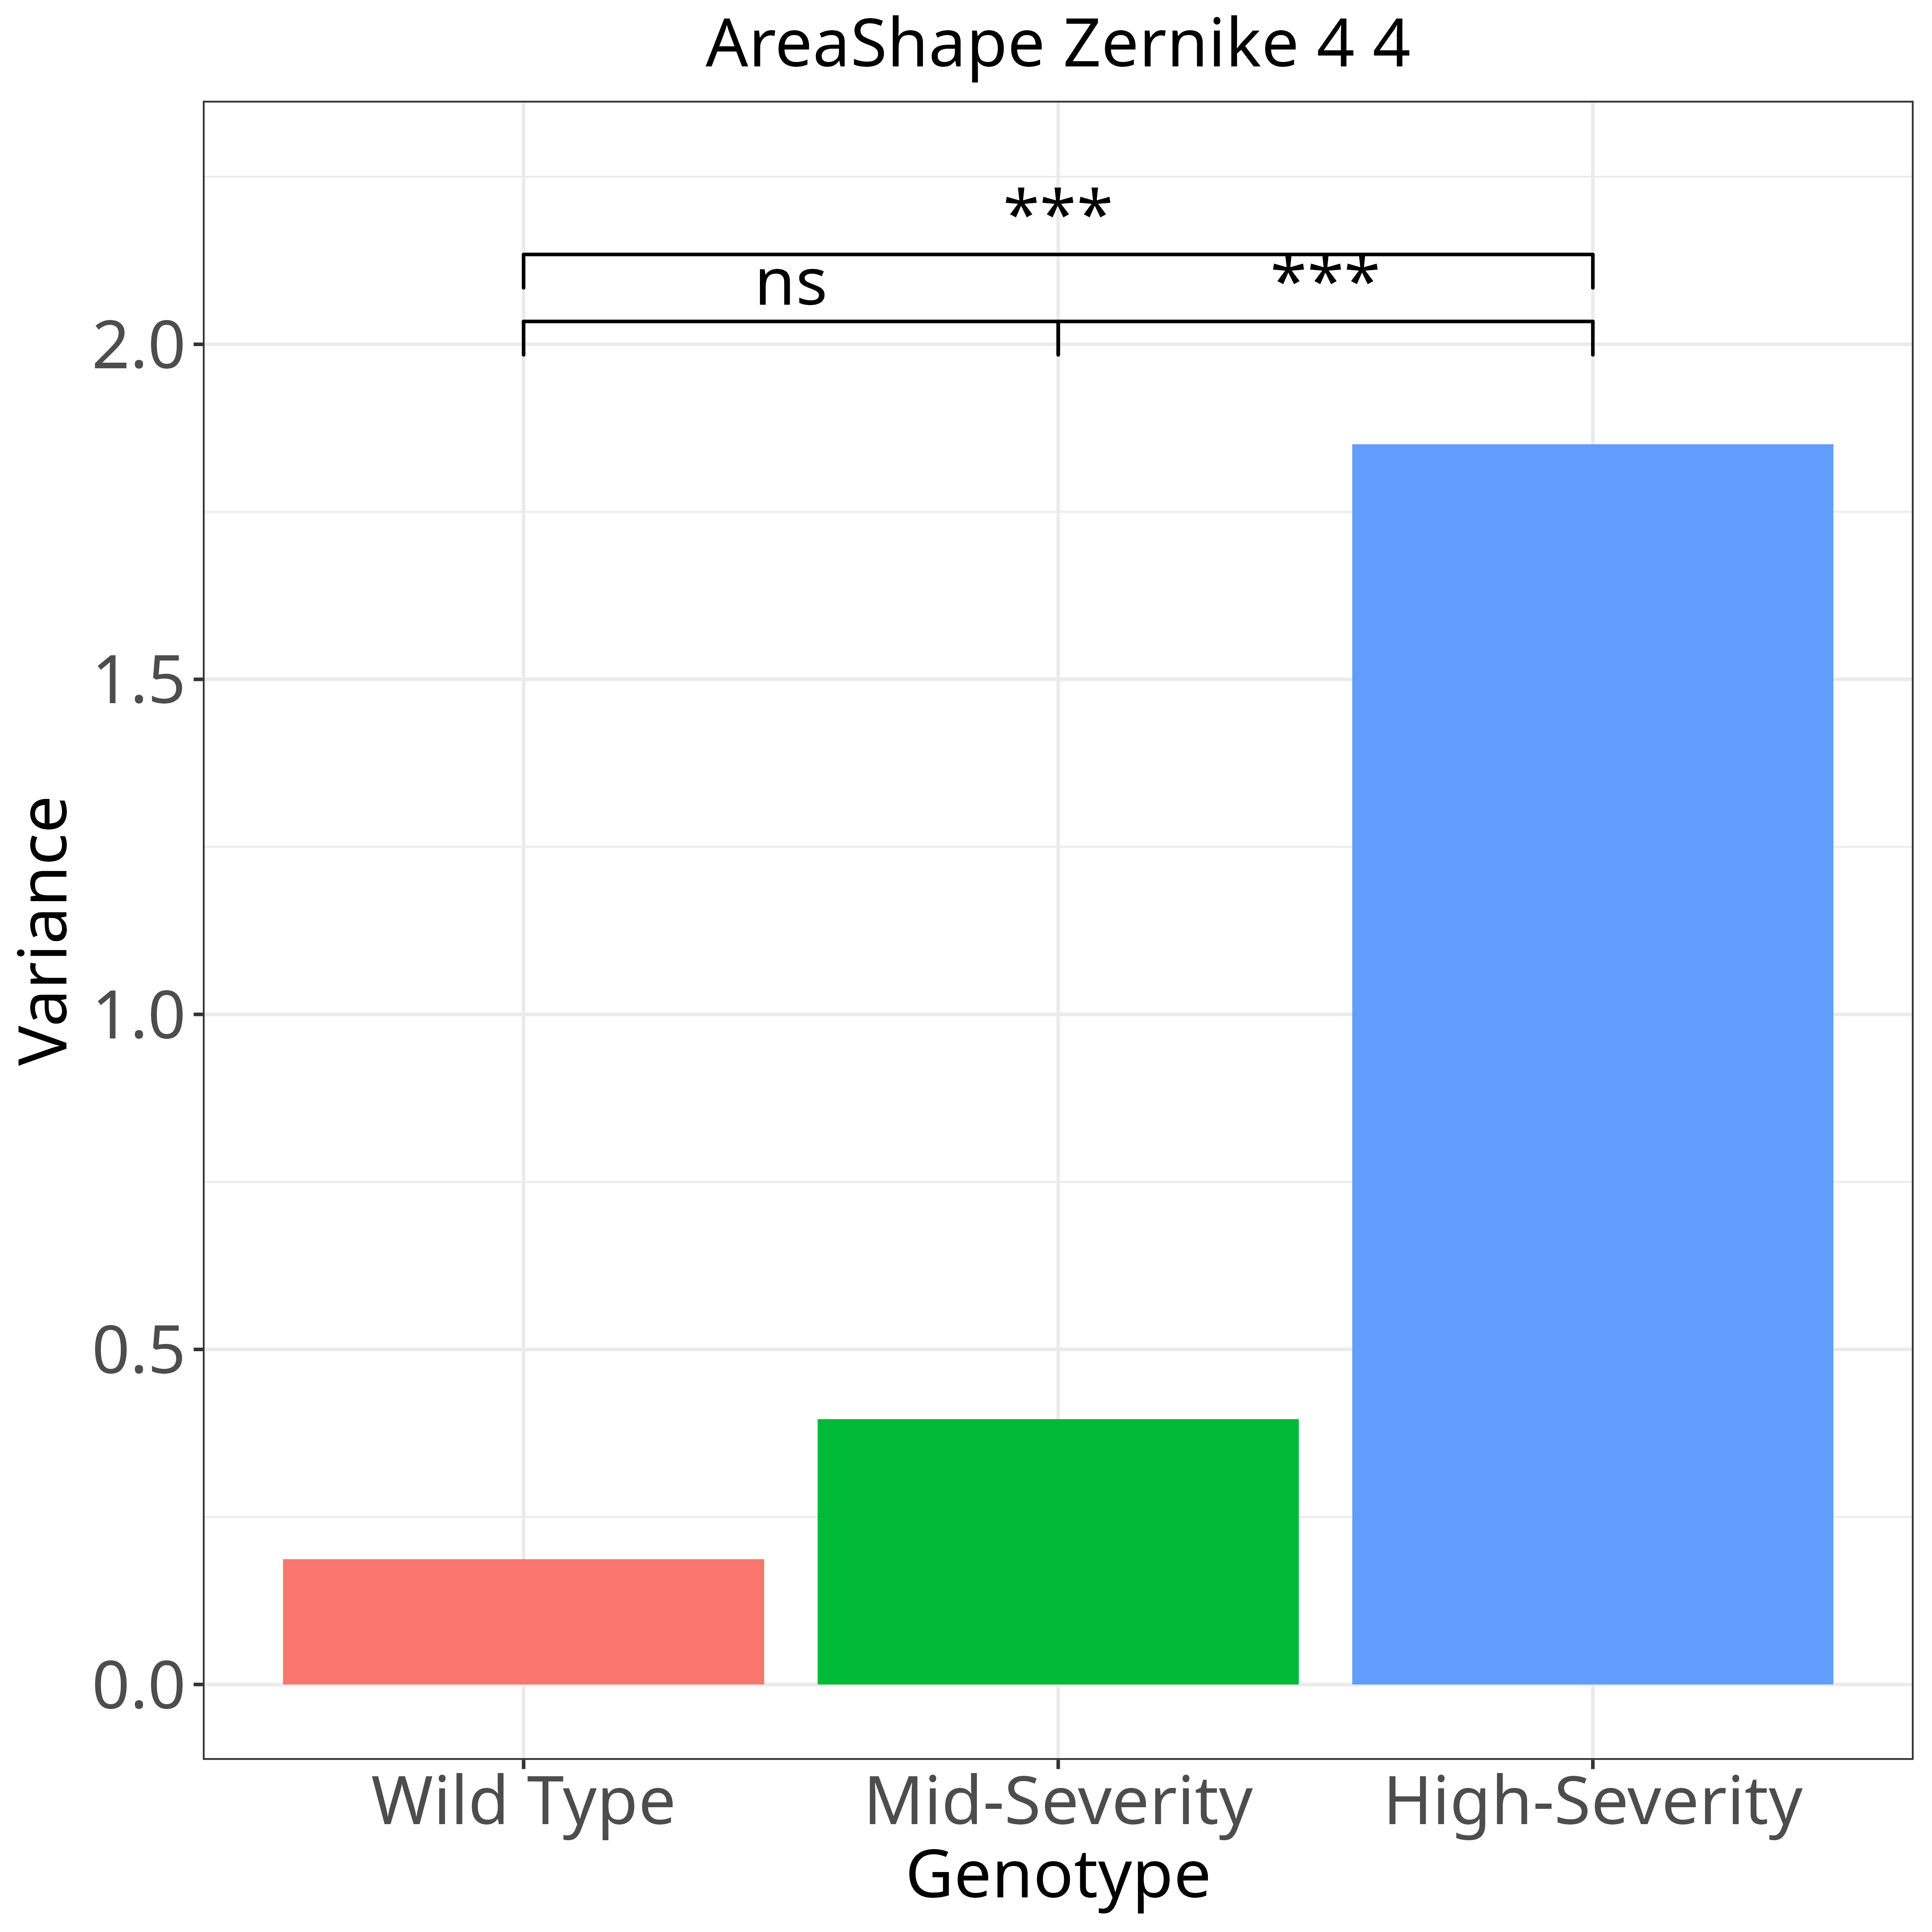 AreaShape Zernike 4 4
***
ns ***
2.0
1.5
1.0
0.5
0.0
Variance
Wild Type Mid-Severity High-Severity
Genotype